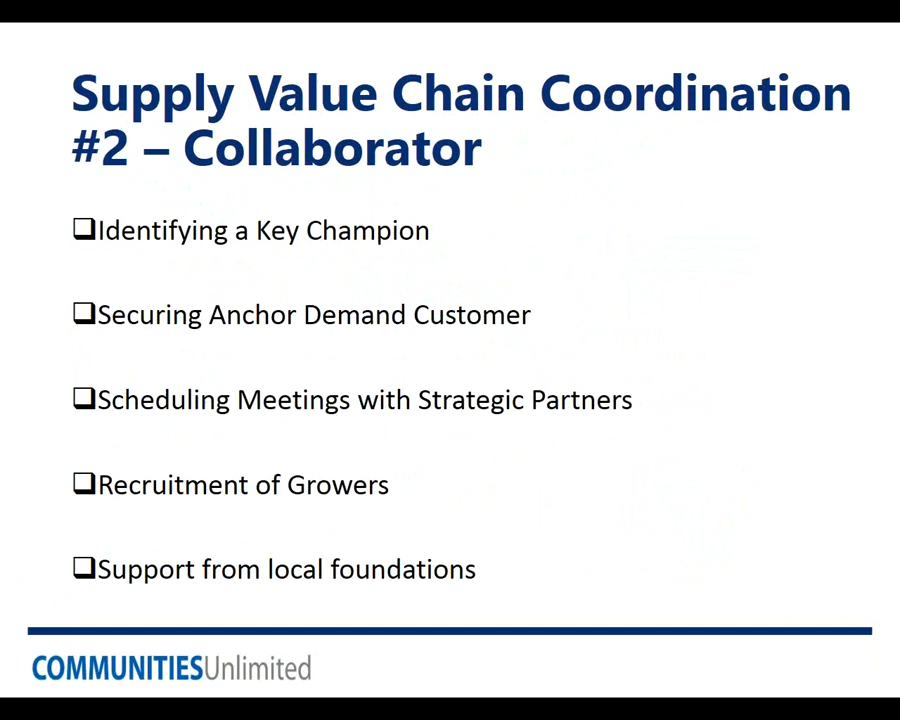 Supply Value Chain Coordination
#2 – Collaborator
❑Identifying a Key Champion
❑Securing Anchor Demand Customer
❑Scheduling Meetings with Strategic Partners
❑Recruitment of Growers
❑Support from local foundations
COMMUNITIESUnlimited